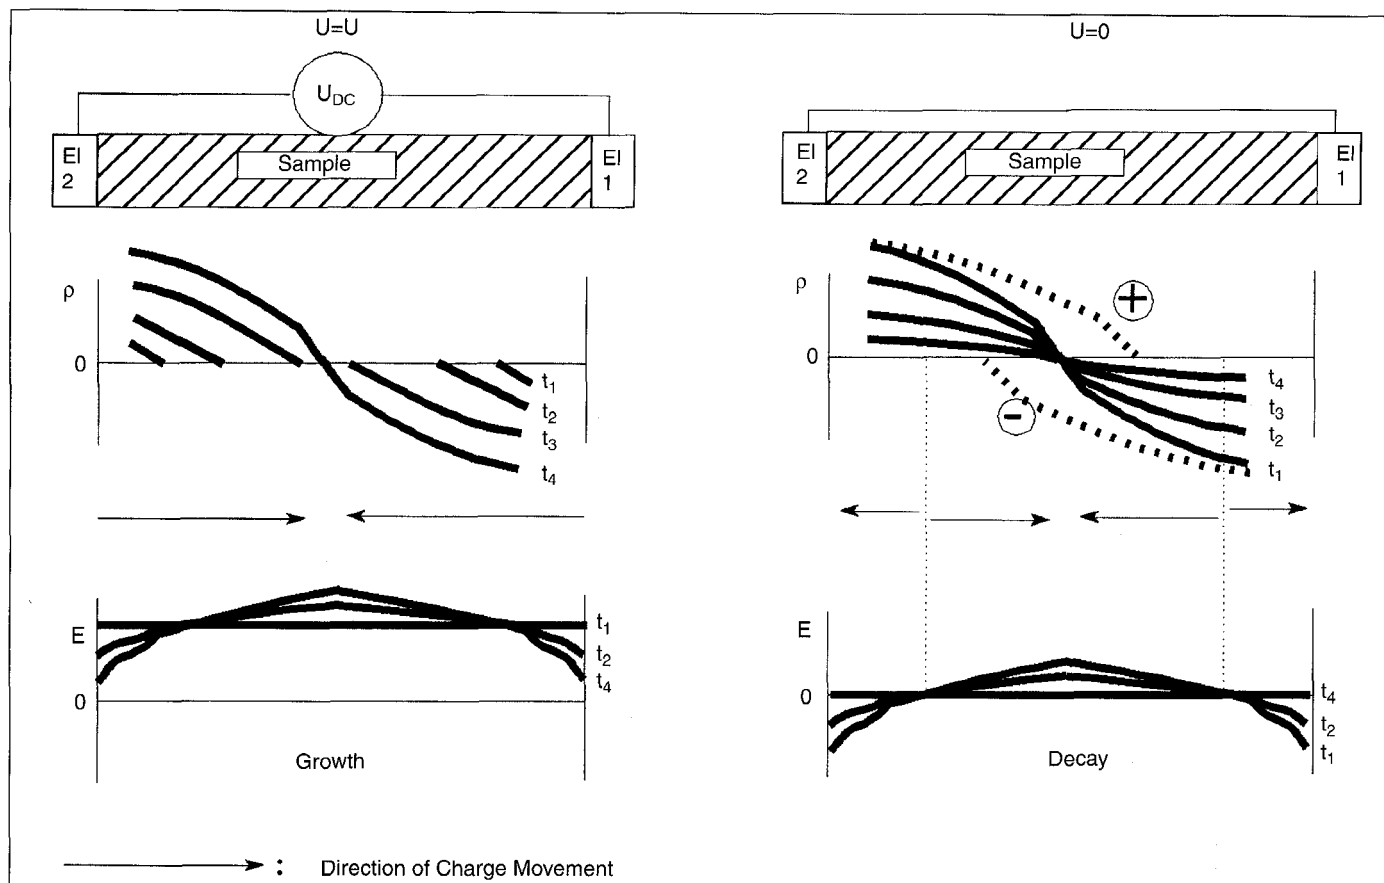 U=U
U=0
U_DC
El 2
Sample
El 1
El 2
Sample
El 1
ρ
0
t₁
t₂
t₃
t₄
ρ
0
+
-
t₄
t₃
t₂
t₁
E
0
t₁
t₂
t₄
Growth
E
0
t₄
t₂
t₁
Decay
: Direction of Charge Movement